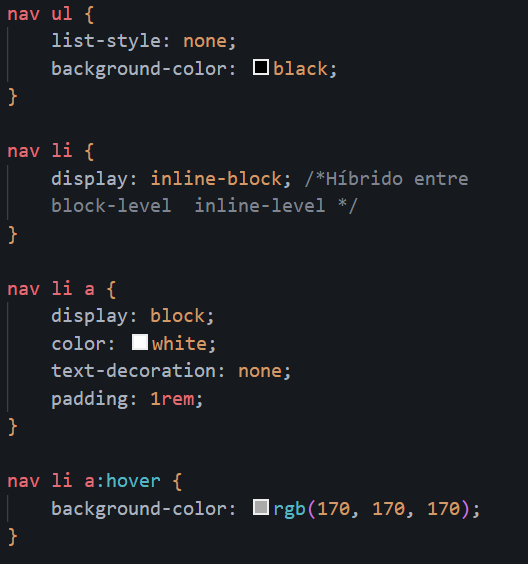 nav ul {
    list-style: none;
    background-color: black;
}

nav li {
    display: inline-block; /*Híbrido entre
    block-level  inline-level */
}

nav li a {
    display: block;
    color: white;
    text-decoration: none;
    padding: 1rem;
}

nav li a:hover {
    background-color: rgb(170, 170, 170);
}